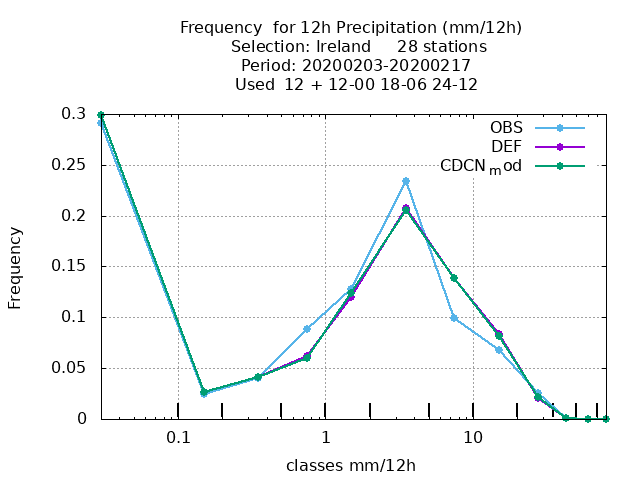 Frequency  for 12h Precipitation (mm/12h)
Selection: Ireland     28 stations
Period: 20200203-20200217
Used  12 + 12-00 18-06 24-12
OBS
DEF
CDCN_mod
0.3
0.25
0.2
0.15
0.1
0.05
0
Frequency
0.1
1
10
classes mm/12h